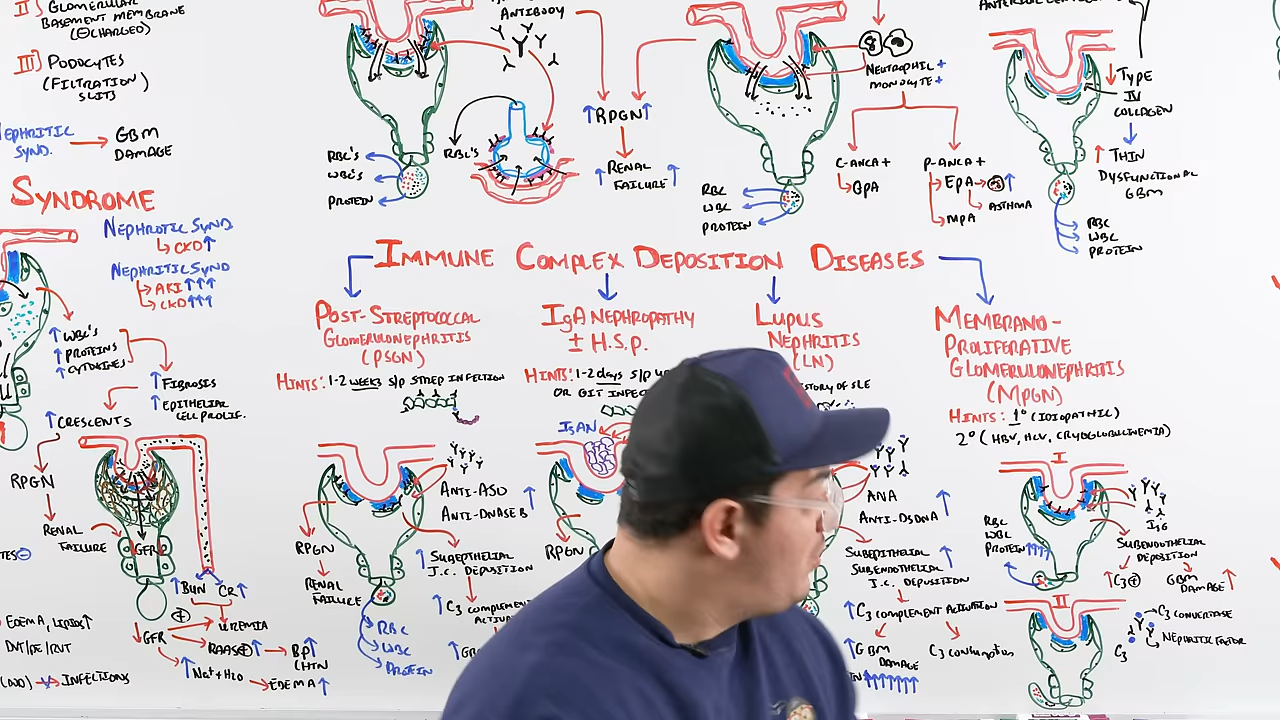 II) GLOMERULAR
BASEMENT MEMBRANE
(⊖CHARGED)
III) PODOCYTES
(FILTRATION)
SLITS
SYND.
GBM
DAMAGE
SYNDROME
NEPHROTIC SYND.
CKD↑
NEPHRITIC SYND
AKI↑↑↑
CKD↑↑↑
↑WBC'S
↑PROTEINS
↑CYTOKINES
↑FIBROSIS
↑EPITHELIAL
CELL PROLIF.
↑CRESCENTS
RPGN
RENAL
FAILURE
GFR
↑BUN CR↑
↓GFR
⊕
UREMIA
RAAS⊕↑
BP↑
(HTN
↑Na+ + H2O
EDEMA↑
EDEMA, LIPIDS↑
DVT/PE/RVT
INFECTIONS
ANTIBODY
RBC'S
WBC'S
PROTEIN
RBC'S
↑RPGN↑
↑RENAL
FAILURE↑
RBC
WBC
PROTEIN
NEUTROPHIL+
MONOCYTE+
C-ANCA+
GPA
P-ANCA+
EPA
↑
ASTHMA
MPA
↓TYPE
IV
COLLAGEN
↑THIN
DYSFUNCTIONAL
GBM
RBC
WBC
PROTEIN
IMMUNE COMPLEX DEPOSITION DISEASES
POST-STREPTOCOCCAL
GLOMERULONEPHRITIS
(PSGN)
HINTS: 1-2 WEEKS S/P STREP INFECTION
ANTI-ASO
ANTI-DNASE B↑
↑SUBEPITHELIAL
I.C. DEPOSITION
↑C3 COMPLEMENT
RPGN
RENAL
FAILURE
RBC
WBC
PROTEIN
IgA NEPHROPATHY
± H.S.P.
HINTS: 1-2 days S/P
OR GIT
IgAN
RPGN
LUPUS
NEPHRITIS
(LN)
OF SLE
ANA
ANTI-DSDNA↑
SUBEPITHELIAL
SUBENDOTHELIAL
I.C. DEPOSITION↑
↑C3 COMPLEMENT ACTIVATION
↑GBM
DAMAGE
C3 CONSUMPTION
↑↑↑↑↑↑↑
MEMBRANO-
PROLIFERATIVE
GLOMERULONEPHRITIS
(MPGN)
HINTS: 1° (IDIOPATHIC)
2° (HBV, HCV, CRYOGLOBULINEMIA)
I
RBC
WBC
PROTEIN↑↑↑
IgG
SUBENDOTHELIAL
DEPOSITION
↑C3⊕
GBM
DAMAGE↑
II
C3 CONVERTASE
NEPHRITIC FACTOR
C3